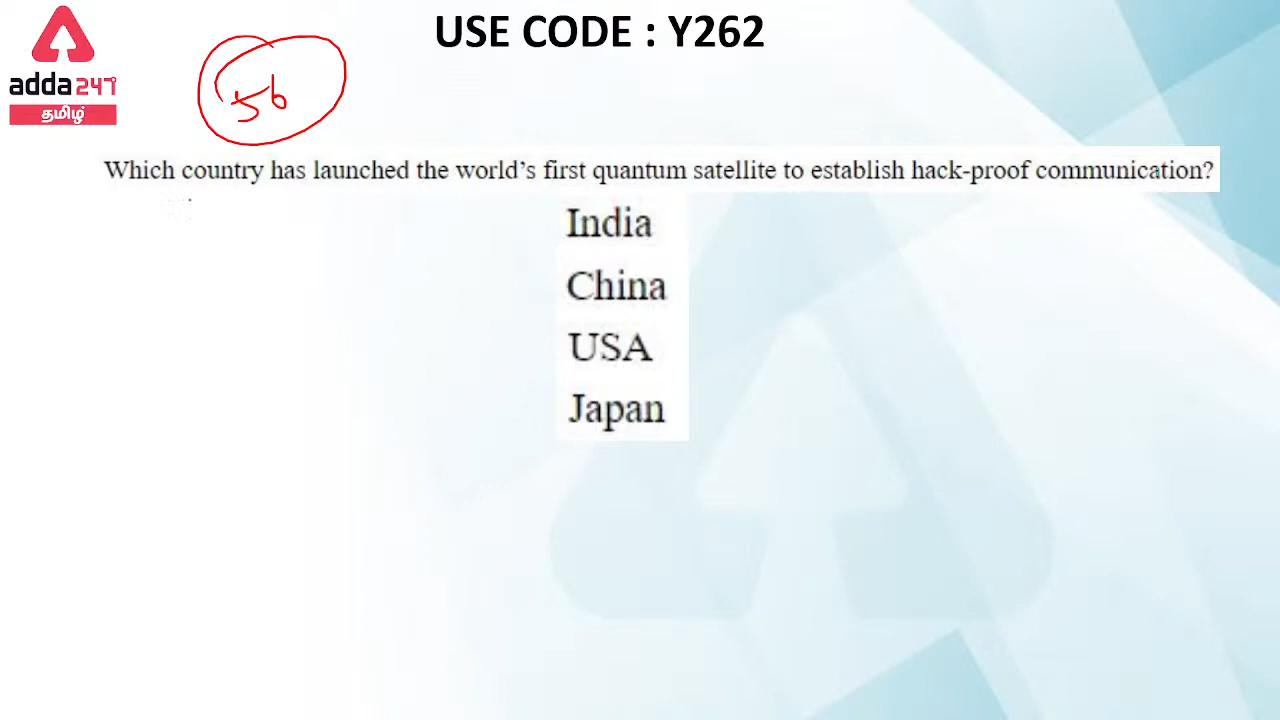 USE CODE : Y262
adda247
தமிழ்
56
Which country has launched the world's first quantum satellite to establish hack-proof communication?
India
China
USA
Japan